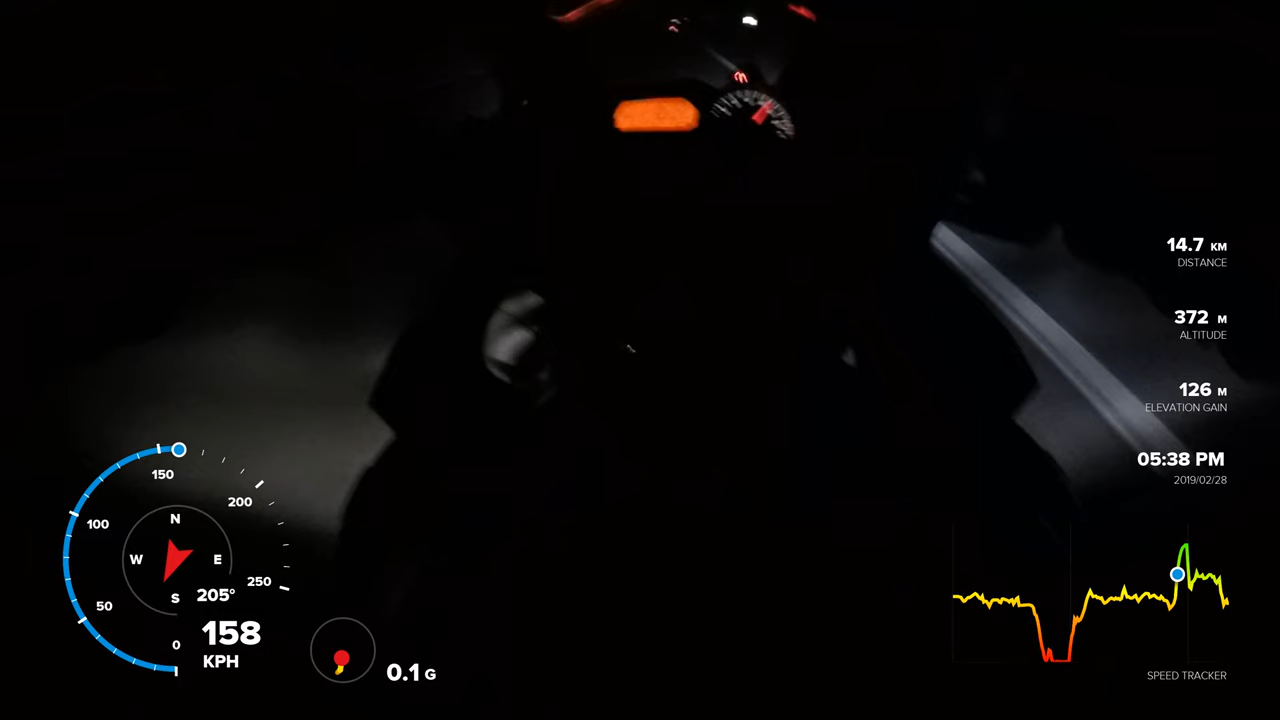 14.7 KM
DISTANCE
372 M
ALTITUDE
126 M
ELEVATION GAIN
05:38 PM
2019/02/28
150
200
100
N
W E
250
50
S 205°
0
158
KPH
0.1 G
SPEED TRACKER